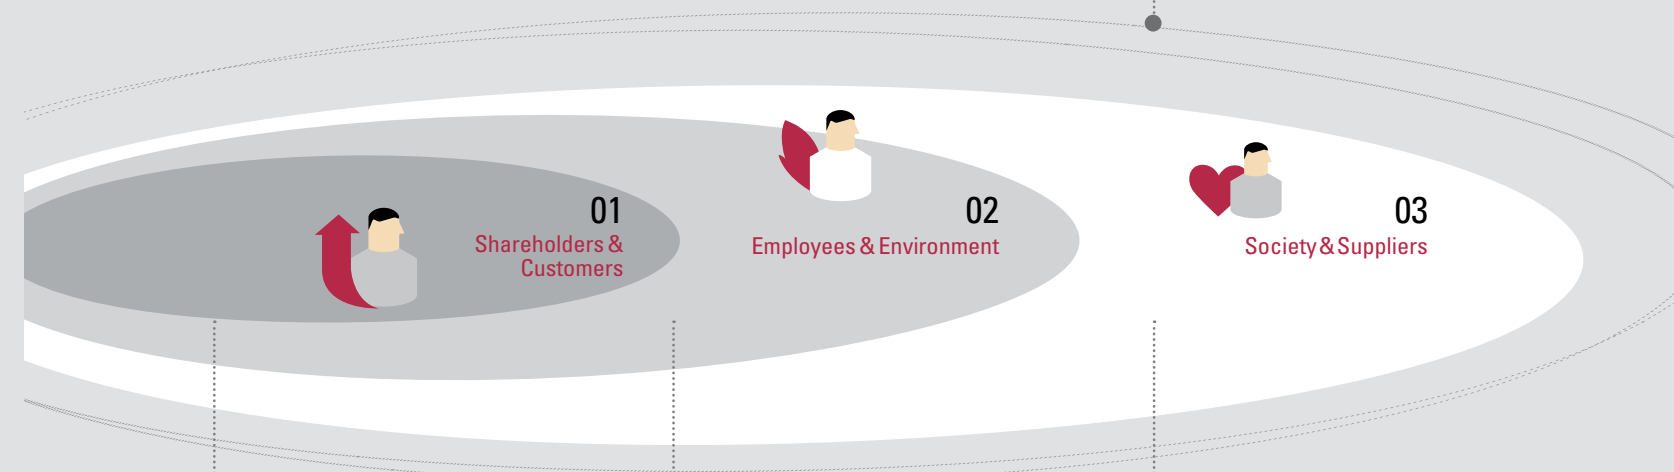 01
Shareholders &
Customers
02
Employees & Environment
03
Society & Suppliers